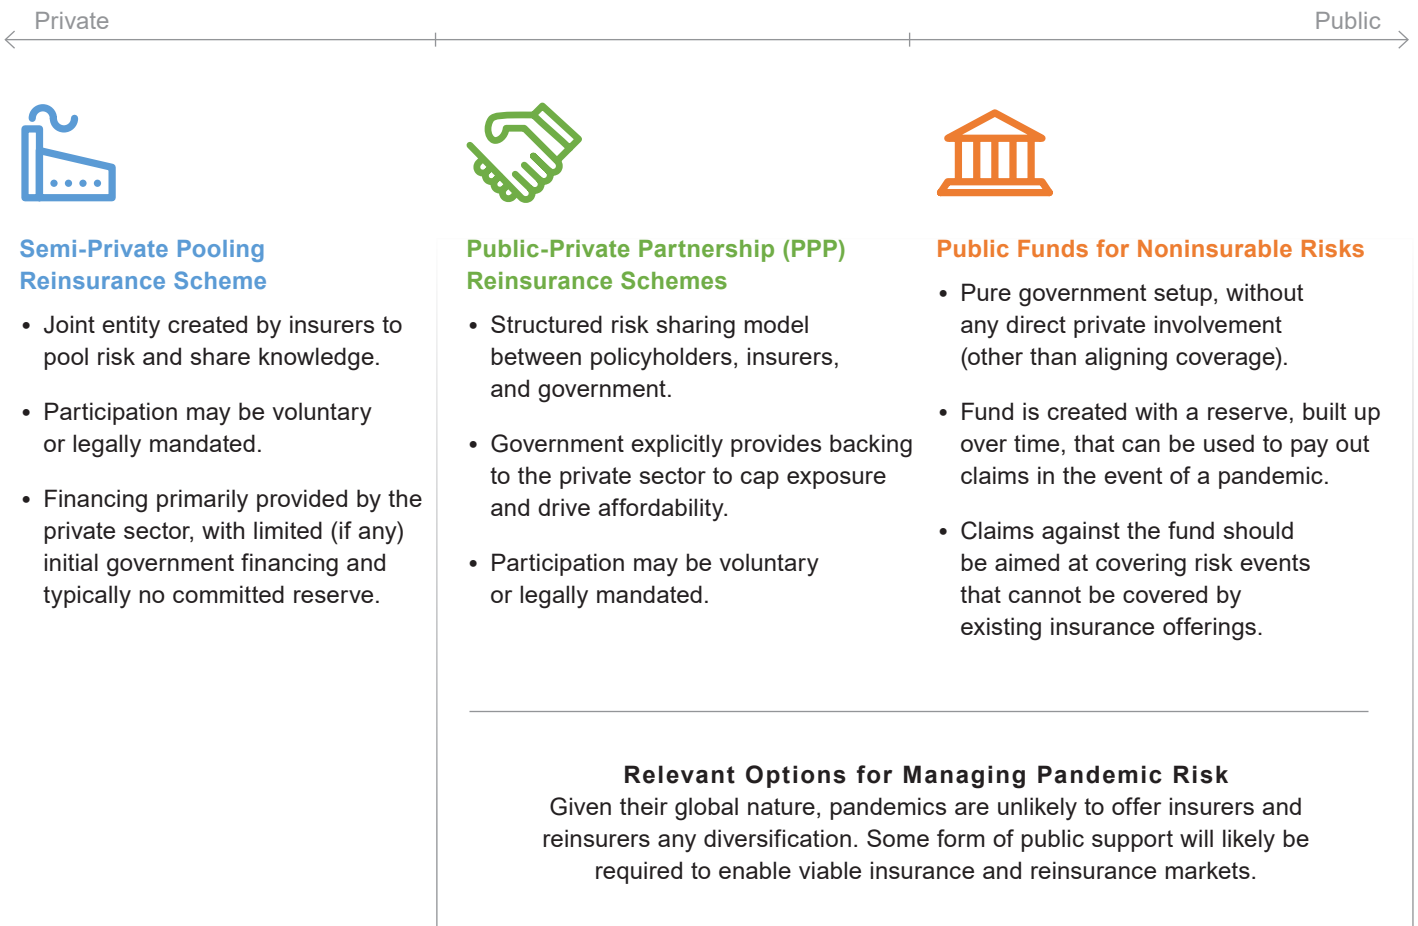 Private
Public
Semi-Private Pooling
Reinsurance Scheme
• Joint entity created by insurers to
pool risk and share knowledge.
• Participation may be voluntary
or legally mandated.
• Financing primarily provided by the
private sector, with limited (if any)
initial government financing and
typically no committed reserve.
Public-Private Partnership (PPP)
Reinsurance Schemes
• Structured risk sharing model
between policyholders, insurers,
and government.
• Government explicitly provides backing
to the private sector to cap exposure
and drive affordability.
• Participation may be voluntary
or legally mandated.
Public Funds for Noninsurable Risks
• Pure government setup, without
any direct private involvement
(other than aligning coverage).
• Fund is created with a reserve, built up
over time, that can be used to pay out
claims in the event of a pandemic.
• Claims against the fund should
be aimed at covering risk events
that cannot be covered by
existing insurance offerings.
Relevant Options for Managing Pandemic Risk
Given their global nature, pandemics are unlikely to offer insurers and
reinsurers any diversification. Some form of public support will likely be
required to enable viable insurance and reinsurance markets.